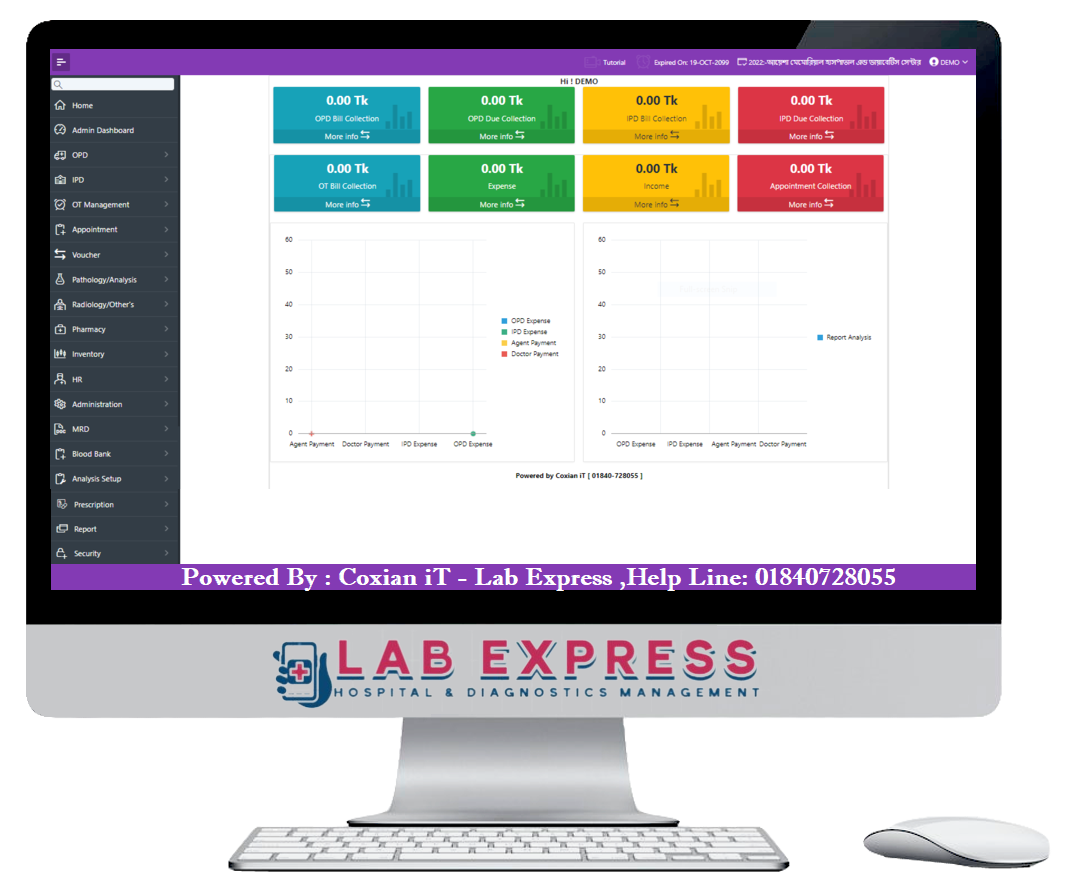 Tutorial Expired On: 19-OCT-2099 2022:-আয়েশা মেমোরিয়াল হাসপাতাল এন্ড ডায়াবেটিস সেন্টার DEMO
Hi ! DEMO
Home
Admin Dashboard
OPD
IPD
OT Management
Appointment
Voucher
Pathology/Analysis
Radiology/Other's
Pharmacy
Inventory
HR
Administration
MRD
Blood Bank
Analysis Setup
Prescription
Report
Security
0.00 Tk
OPD Bill Collection
More info
0.00 Tk
OPD Due Collection
More info
0.00 Tk
IPD Bill Collection
More info
0.00 Tk
IPD Due Collection
More info
0.00 Tk
OT Bill Collection
More info
0.00 Tk
Expense
More info
0.00 Tk
Income
More info
0.00 Tk
Appointment Collection
More info
60
50
40
30
20
10
0
Agent Payment Doctor Payment IPD Expense OPD Expense
OPD Expense
IPD Expense
Agent Payment
Doctor Payment
60
50
40
30
20
10
0
OPD Expense IPD Expense Agent Payment Doctor Payment
Report Analysis
Powered by Coxian iT [ 01840-728055 ]
Powered By : Coxian iT - Lab Express ,Help Line: 01840728055
LAB EXPRESS
HOSPITAL & DIAGNOSTICS MANAGEMENT